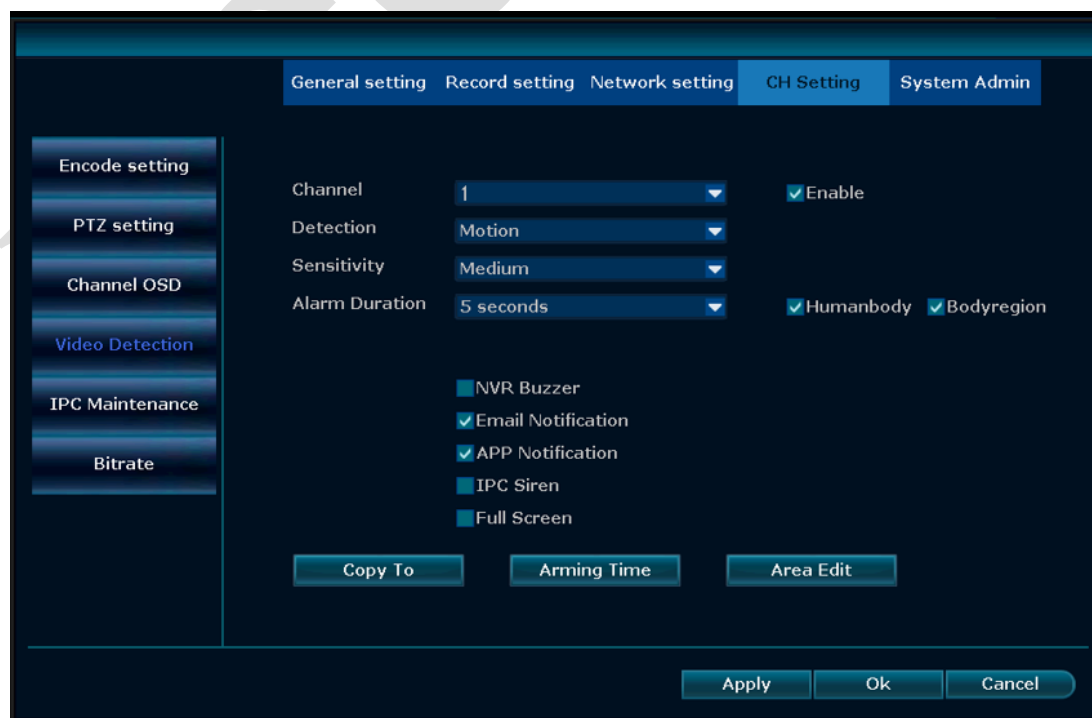 General setting Record setting Network setting CH Setting System Admin
Encode setting
PTZ setting
Channel OSD
Video Detection
IPC Maintenance
Bitrate
Channel 1 Enable
Detection Motion
Sensitivity Medium
Alarm Duration 5 seconds Humanbody Bodyregion
NVR Buzzer
Email Notification
APP Notification
IPC Siren
Full Screen
Copy To Arming Time Area Edit
Apply Ok Cancel